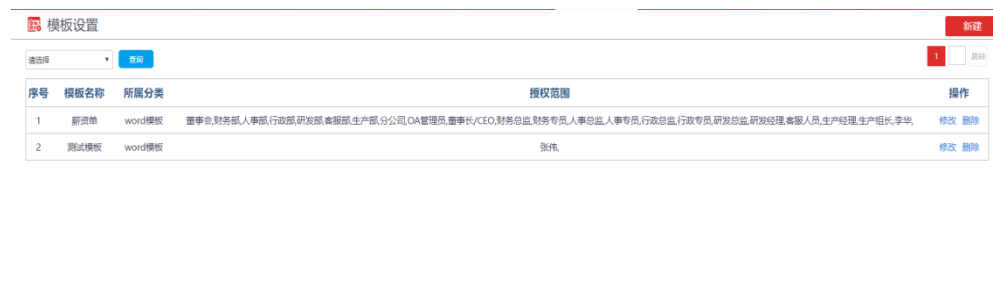 模板设置
新建
请选择 查询 1 跳转
序号 模板名称 所属分类 授权范围 操作
1 薪资单 word模板 董事会,财务部,人事部,行政部,研发部,客服部,生产部,分公司,OA管理员,董事长/CEO,财务总监,财务专员,人事总监,人事专员,行政总监,行政专员,研发总监,研发经理,客服人员,生产经理,生产组长,李华, 修改 删除
2 测试模板 word模板 张伟, 修改 删除